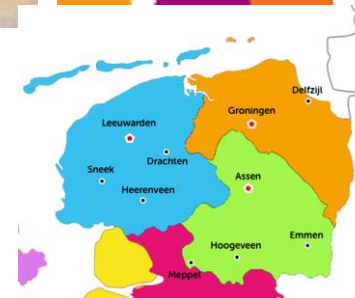 Delfzijl
Groningen
Leeuwarden
Drachten
Sneek
Assen
Heerenveen
Emmen
Hoogeveen
Meppel